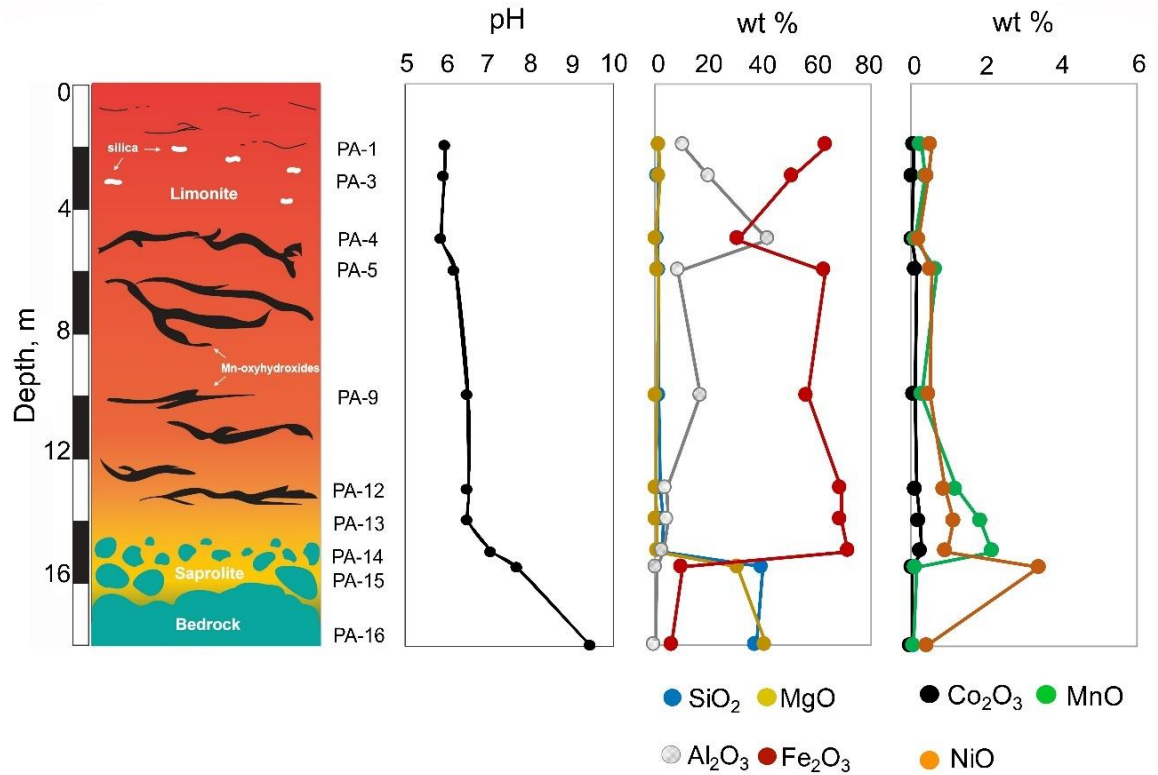 pH
wt %
wt %
5 6 7 8 9 10
0 20 40 60 80
0 2 4 6
Depth, m
0
4
8
12
16
silica
Limonite
Mn-oxyhydroxides
Saprolite
Bedrock
PA-1
PA-3
PA-4
PA-5
PA-9
PA-12
PA-13
PA-14
PA-15
PA-16
SiO₂ MgO
Al₂O₃ Fe₂O₃
Co₂O₃ MnO
NiO